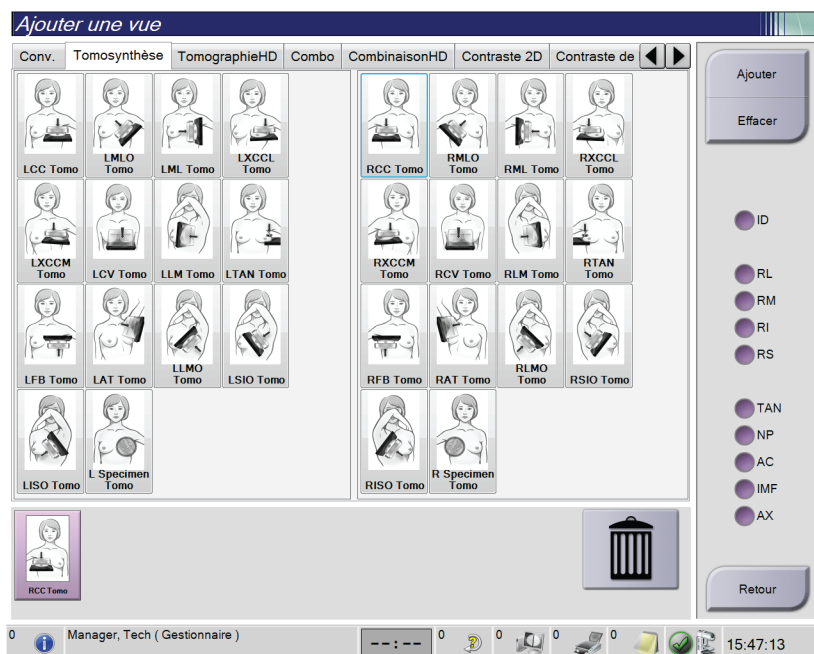 Ajouter une vue
Conv.
Tomosynthèse
TomographieHD
Combo
CombinaisonHD
Contraste 2D
Contraste de
Ajouter
Effacer
LCC Tomo
LMLO
Tomo
LML Tomo
LXCCL
Tomo
RCC Tomo
RMLO
Tomo
RML Tomo
RXCCL
Tomo
LXCCM
Tomo
LCV Tomo
LLM Tomo
LTAN Tomo
RXCCM
Tomo
RCV Tomo
RLM Tomo
RTAN
Tomo
LFB Tomo
LAT Tomo
LLMO
Tomo
LSIO Tomo
RFB Tomo
RAT Tomo
RLMO
Tomo
RSIO Tomo
LISO Tomo
L Specimen
Tomo
RISO Tomo
R Specimen
Tomo
ID
RL
RM
RI
RS
TAN
NP
AC
IMF
AX
RCC Tomo
Retour
0
Manager, Tech ( Gestionnaire )
--:--
0
0
0
0
15:47:13